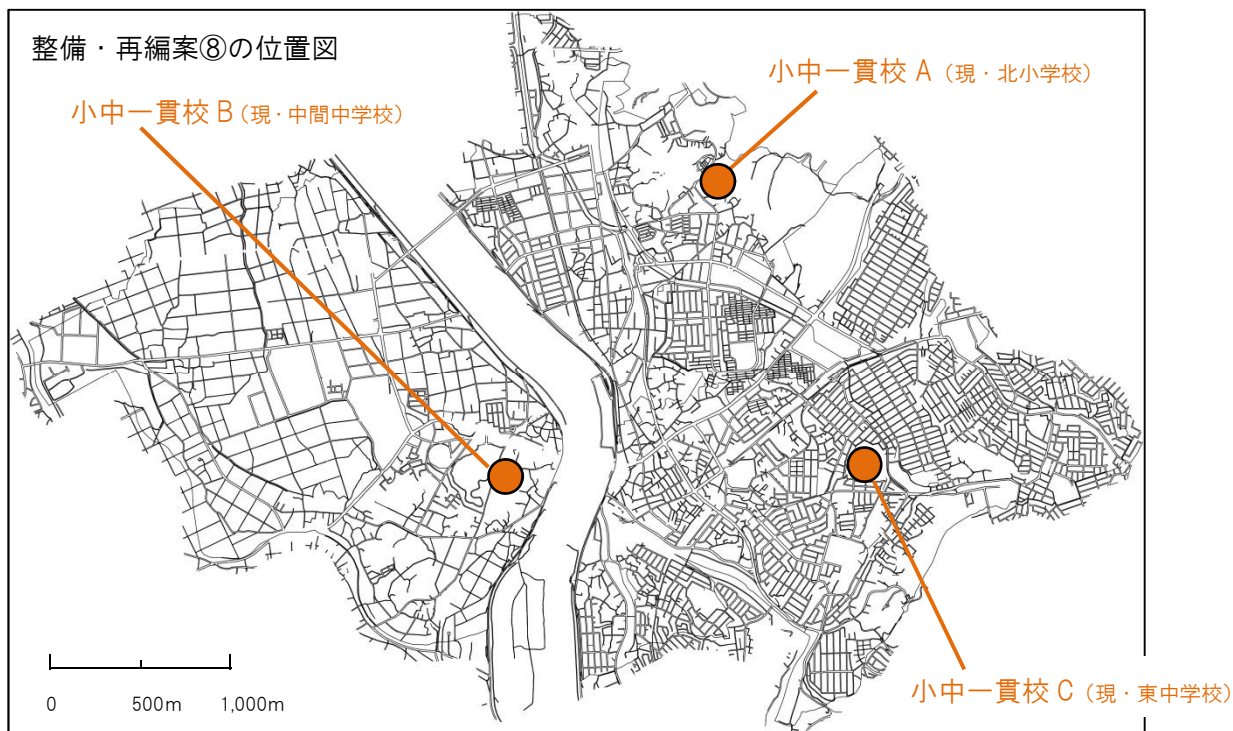 整備・再編案⑧の位置図
小中一貫校 A（現・北小学校）
小中一貫校 B（現・中間中学校）
小中一貫校 C（現・東中学校）
0 500m 1,000m